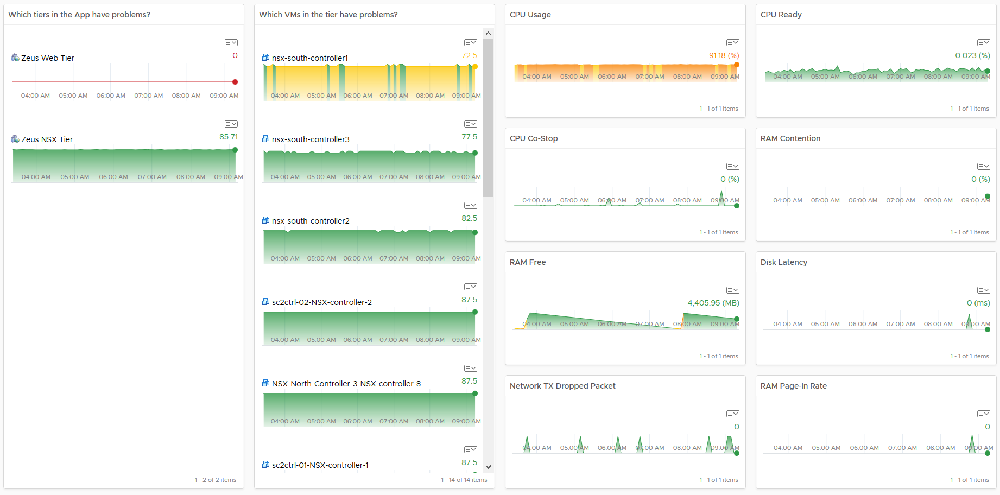 Which tiers in the App have problems?
Zeus Web Tier
0
04:00 AM 05:00 AM 06:00 AM 07:00 AM 08:00 AM 09:00 AM
Zeus NSX Tier
85.71
04:00 AM 05:00 AM 06:00 AM 07:00 AM 08:00 AM 09:00 AM
1 - 2 of 2 items
Which VMs in the tier have problems?
nsx-south-controller1
72.5
04:00 AM 05:00 AM 06:00 AM 07:00 AM 08:00 AM 09:00 AM
nsx-south-controller3
77.5
04:00 AM 05:00 AM 06:00 AM 07:00 AM 08:00 AM 09:00 AM
nsx-south-controller2
82.5
04:00 AM 05:00 AM 06:00 AM 07:00 AM 08:00 AM 09:00 AM
sc2ctrl-02-NSX-controller-2
87.5
04:00 AM 05:00 AM 06:00 AM 07:00 AM 08:00 AM 09:00 AM
NSX-North-Controller-3-NSX-controller-8
87.5
04:00 AM 05:00 AM 06:00 AM 07:00 AM 08:00 AM 09:00 AM
sc2ctrl-01-NSX-controller-1
87.5
1 - 14 of 14 items
CPU Usage
91.18 (%)
04:00 AM 05:00 AM 06:00 AM 07:00 AM 08:00 AM 09:00 AM
1 - 1 of 1 items
CPU Ready
0.023 (%)
04:00 AM 05:00 AM 06:00 AM 07:00 AM 08:00 AM 09:00 AM
1 - 1 of 1 items
CPU Co-Stop
0 (%)
04:00 AM 05:00 AM 06:00 AM 07:00 AM 08:00 AM 09:00 AM
1 - 1 of 1 items
RAM Contention
0 (%)
04:00 AM 05:00 AM 06:00 AM 07:00 AM 08:00 AM 09:00 AM
1 - 1 of 1 items
RAM Free
4,405.95 (MB)
04:00 AM 05:00 AM 06:00 AM 07:00 AM 08:00 AM 09:00 AM
1 - 1 of 1 items
Disk Latency
0 (ms)
04:00 AM 05:00 AM 06:00 AM 07:00 AM 08:00 AM 09:00 AM
1 - 1 of 1 items
Network TX Dropped Packet
0
04:00 AM 05:00 AM 06:00 AM 07:00 AM 08:00 AM 09:00 AM
1 - 1 of 1 items
RAM Page-In Rate
0
04:00 AM 05:00 AM 06:00 AM 07:00 AM 08:00 AM 09:00 AM
1 - 1 of 1 items